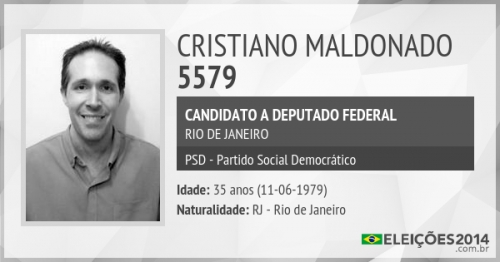 CRISTIANO MALDONADO
5579
CANDIDATO A DEPUTADO FEDERAL
RIO DE JANEIRO
PSD - Partido Social Democrático
Idade: 35 anos (11-06-1979)
Naturalidade: RJ - Rio de Janeiro
ELEIÇÕES2014
.com.br